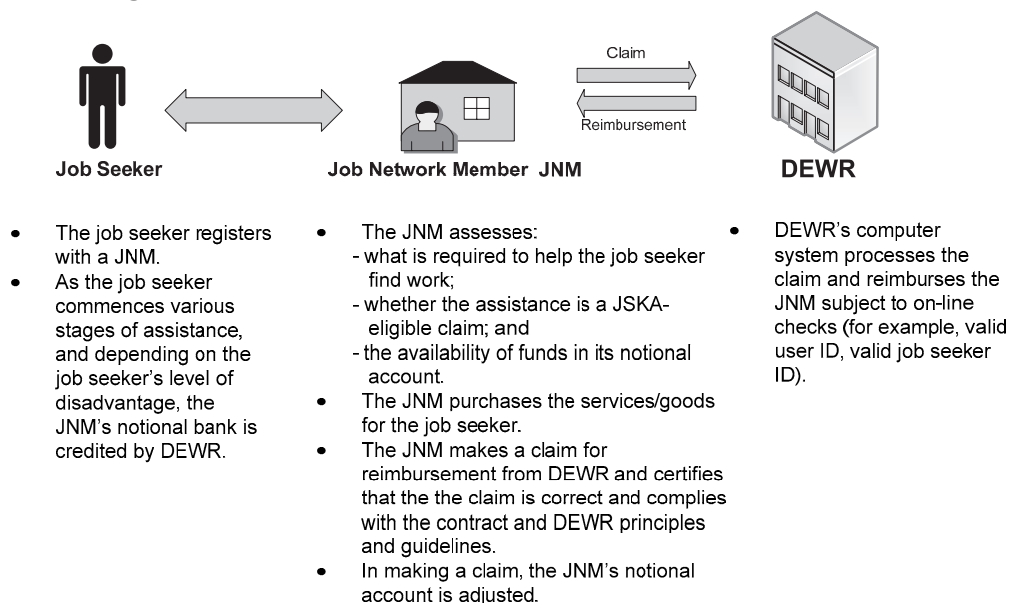 Claim
Reimbursement
Job Seeker
Job Network Member JNM
DEWR
• The job seeker registers
with a JNM.
• As the job seeker
commences various
stages of assistance,
and depending on the
job seeker's level of
disadvantage, the
JNM's notional bank is
credited by DEWR.
• The JNM assesses:
- what is required to help the job seeker
find work;
- whether the assistance is a JSKA-
eligible claim; and
- the availability of funds in its notional
account.
• The JNM purchases the services/goods
for the job seeker.
• The JNM makes a claim for
reimbursement from DEWR and certifies
that the the claim is correct and complies
with the contract and DEWR principles
and guidelines.
• In making a claim, the JNM's notional
account is adjusted.
• DEWR's computer
system processes the
claim and reimburses the
JNM subject to on-line
checks (for example, valid
user ID, valid job seeker
ID).